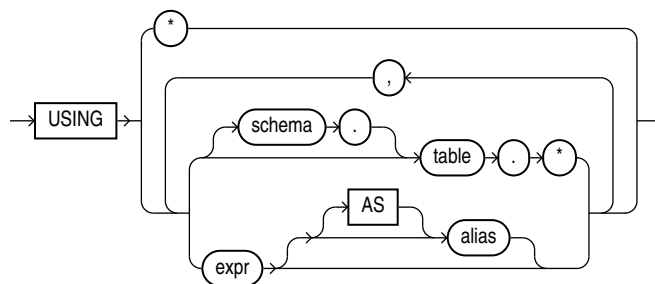 *
,
schema .
USING table . *
AS
alias
expr